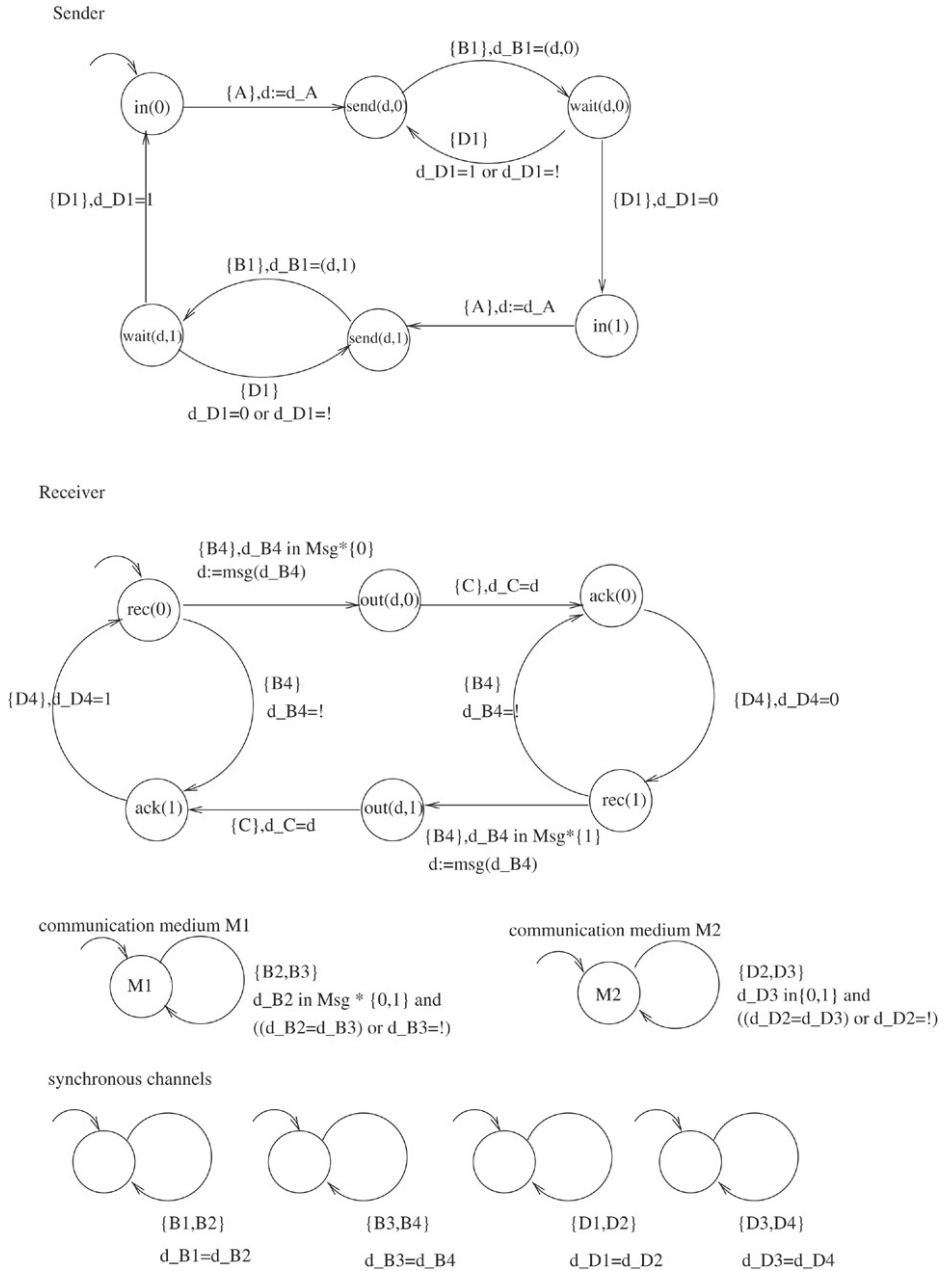 Sender
{B1},d_B1=(d,0)
{A},d:=d_A
in(0)
send(d,0)
wait(d,0)
{D1}
d_D1=1 or d_D1=!
{D1},d_D1=1
{D1},d_D1=0
{B1},d_B1=(d,1)
{A},d:=d_A
wait(d,1)
send(d,1)
in(1)
{D1}
d_D1=0 or d_D1=!
Receiver
{B4},d_B4 in Msg*{0}
d:=msg(d_B4)
{C},d_C=d
rec(0)
out(d,0)
ack(0)
{D4},d_D4=1
{B4}
d_B4=!
{B4}
d_B4=!
{D4},d_D4=0
ack(1)
out(d,1)
rec(1)
{C},d_C=d
{B4},d_B4 in Msg*{1}
d:=msg(d_B4)
communication medium M1
M1
{B2,B3}
d_B2 in Msg * {0,1} and
((d_B2=d_B3) or d_B3=!)
communication medium M2
M2
{D2,D3}
d_D3 in{0,1} and
((d_D2=d_D3) or d_D2=!)
synchronous channels
{B1,B2}
d_B1=d_B2
{B3,B4}
d_B3=d_B4
{D1,D2}
d_D1=d_D2
{D3,D4}
d_D3=d_D4